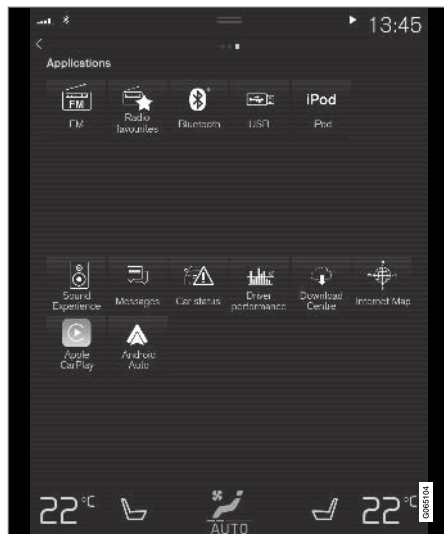 13:45
Applications
FM
iPod
FM
Radio
favourites
Bluetooth
USB
iPod
Sound
Experience
Messages
Car status
Driver
performance
Download
Centre
Internet Map
Apple
CarPlay
Android
Auto
22°C
AUTO
22°C
G065104